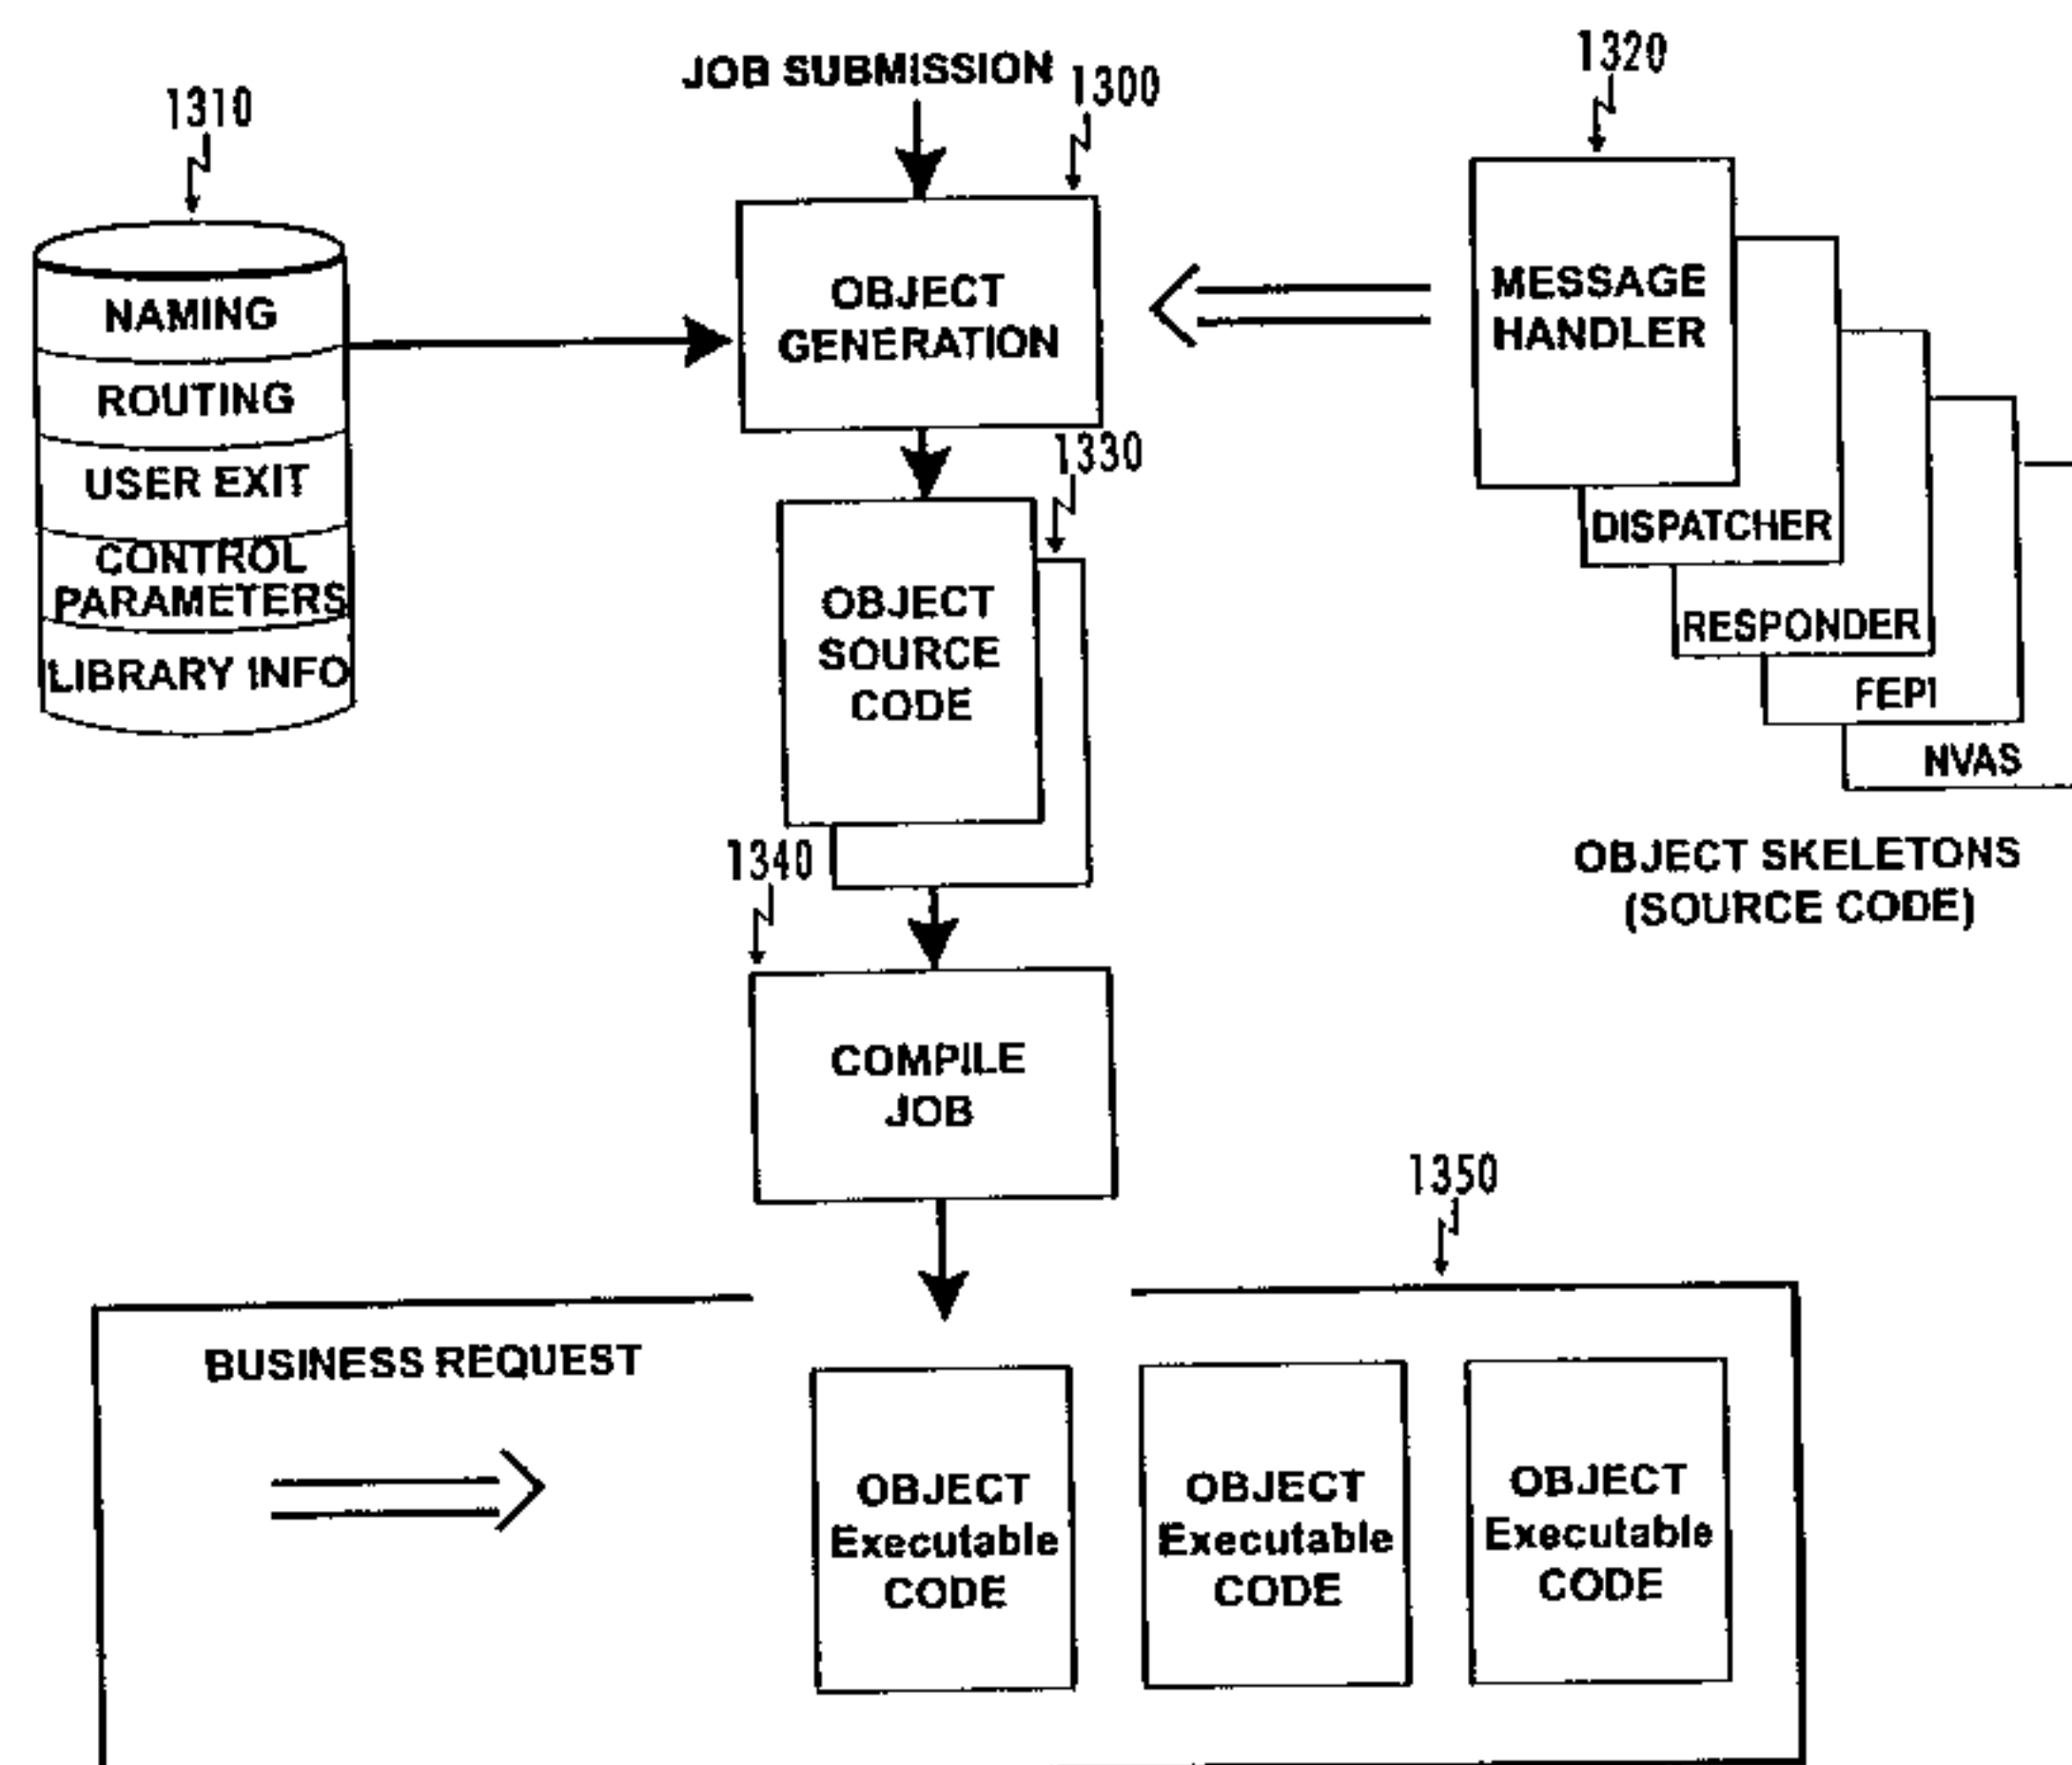 JOB SUBMISSION
1300
1320
1310
OBJECT
GENERATION
MESSAGE
HANDLER
NAMING
ROUTING
USER EXIT
CONTROL
PARAMETERS
LIBRARY INFO
1330
DISPATCHER
RESPONDER
FEPI
NVAS
OBJECT SKELETONS
(SOURCE CODE)
OBJECT
SOURCE
CODE
1340
COMPILE
JOB
1350
BUSINESS REQUEST
OBJECT
Executable
CODE
OBJECT
Executable
CODE
OBJECT
Executable
CODE